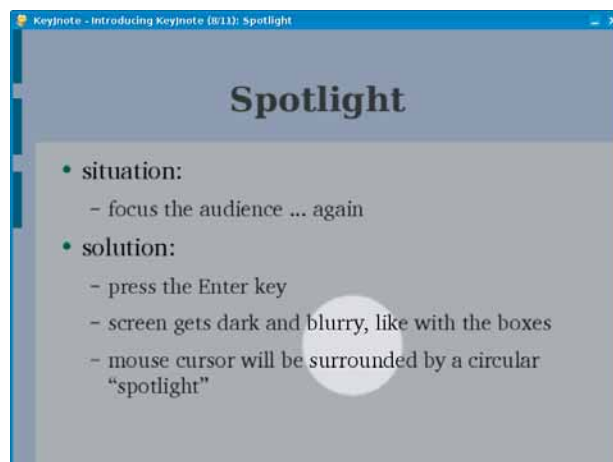 KeyJnote - Introducing KeyJnote (8/11): Spotlight
Spotlight
• situation:
– focus the audience ... again
• solution:
– press the Enter key
– screen gets dark and blurry, like with the boxes
– mouse cursor will be surrounded by a circular
“spotlight”